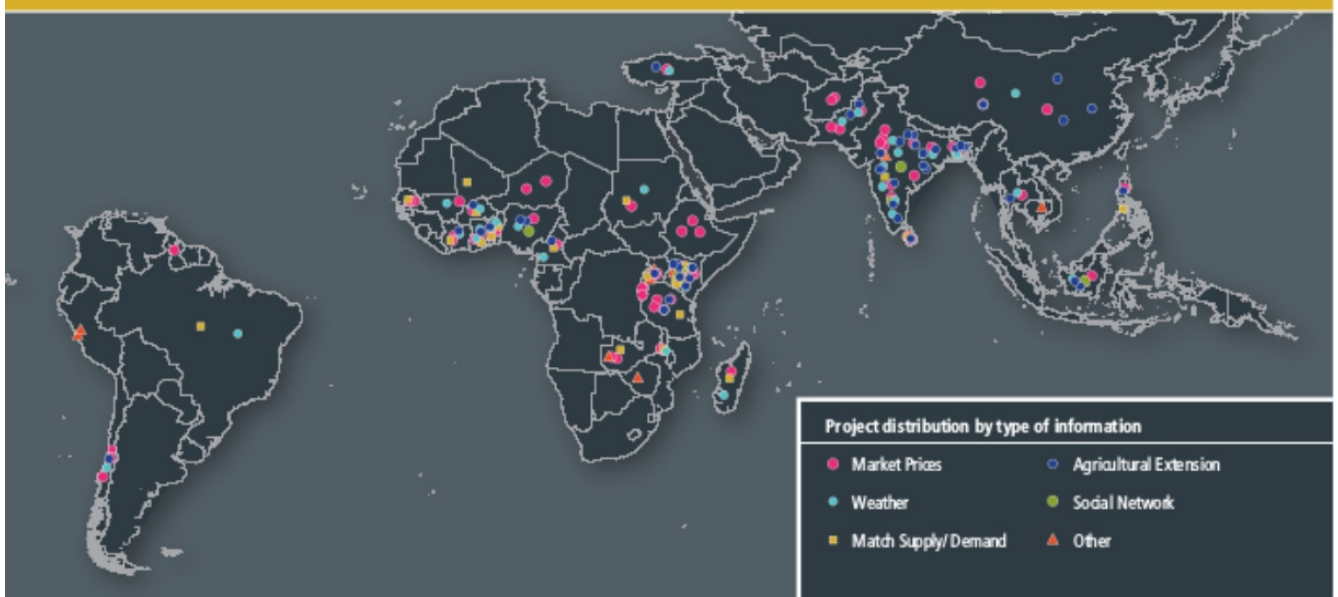 Project distribution by type of information
Market Prices
Agricultural Extension
Weather
Social Network
Match Supply/ Demand
Other